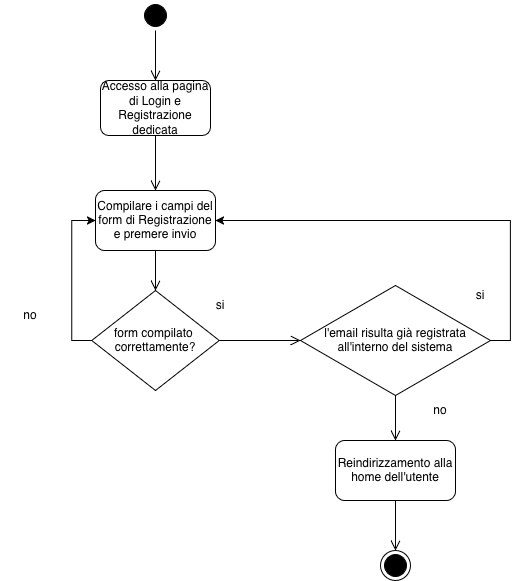 Accesso alla pagina
di Login e
Registrazione
dedicata
Compilare i campi del
form di Registrazione
e premere invio
no
form compilato
correttamente?
si
l'email risulta già registrata
all'interno del sistema
si
no
Reindirizzamento alla
home dell'utente